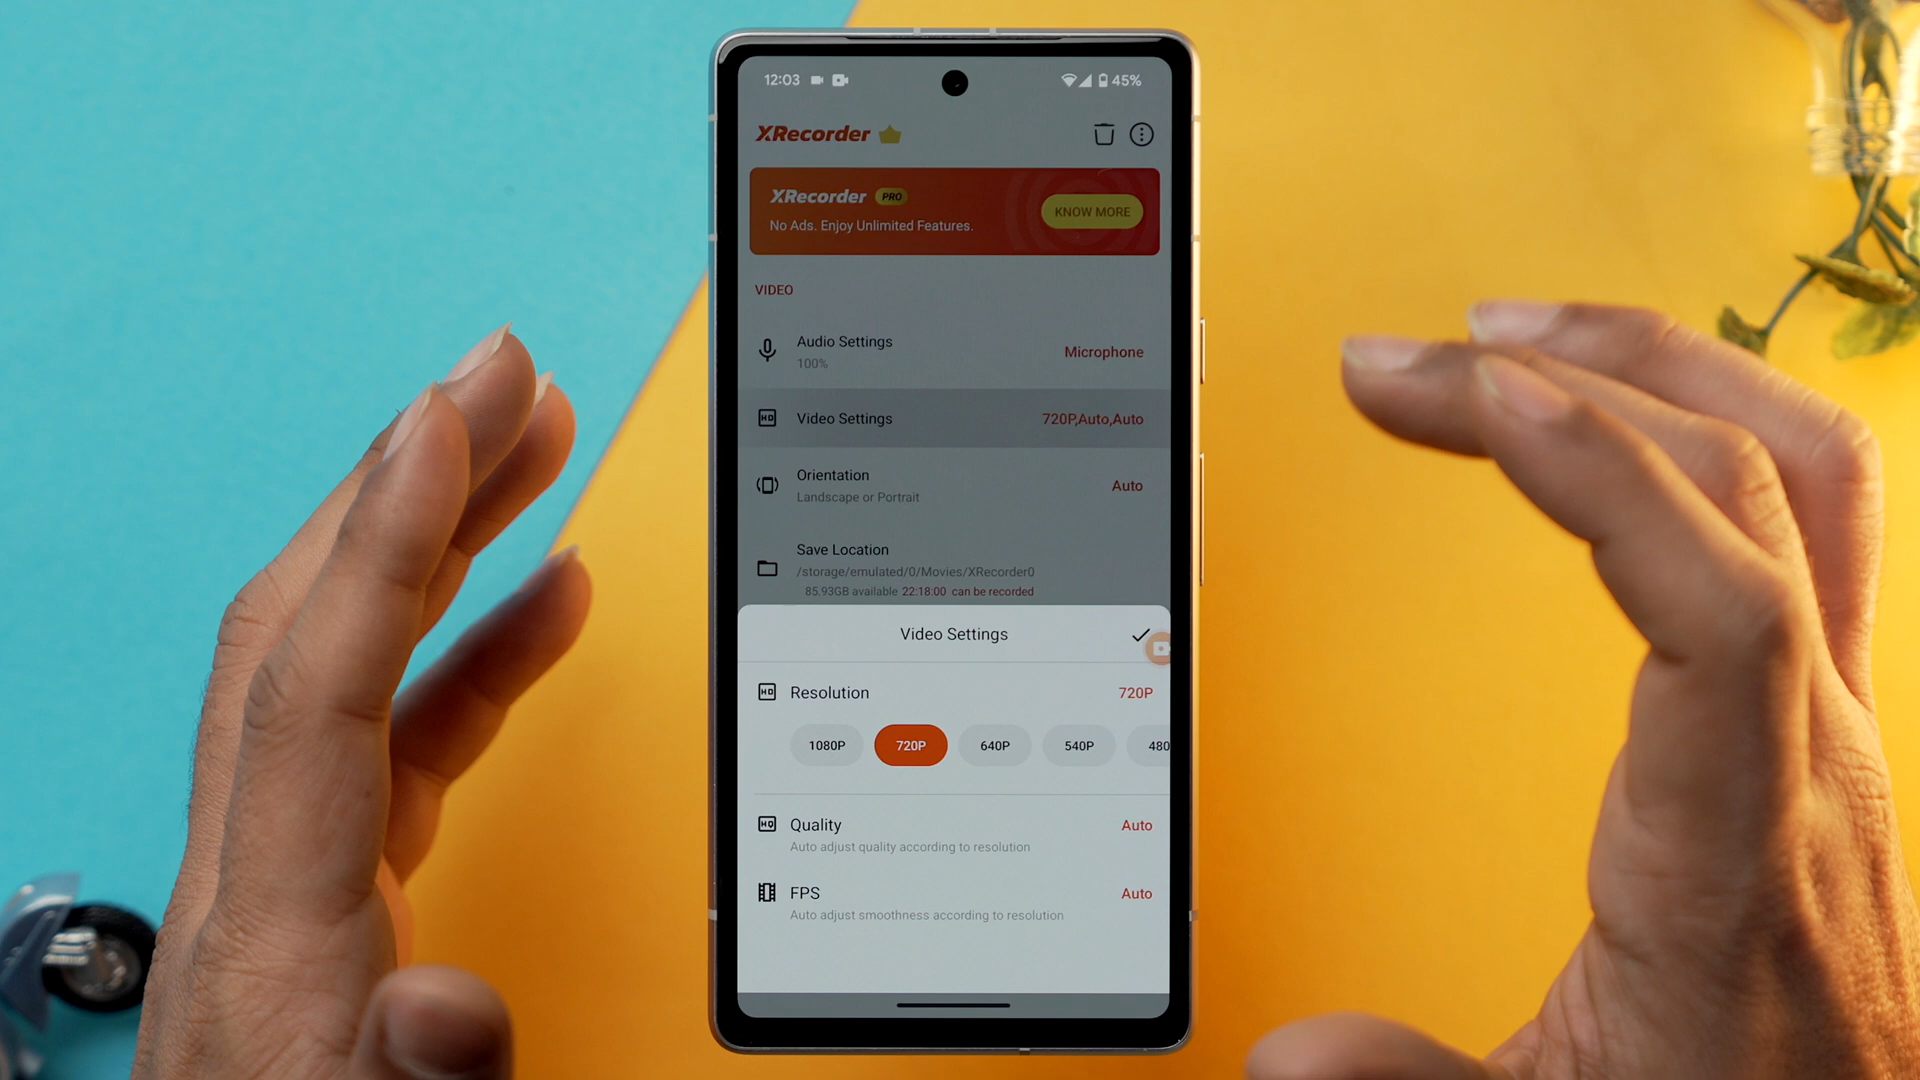 12:03
45%
XRecorder
XRecorder PRO
KNOW MORE
No Ads. Enjoy Unlimited Features.
VIDEO
Audio Settings
100%
Microphone
HD Video Settings
720P,Auto,Auto
Orientation
Landscape or Portrait
Auto
Save Location
/storage/emulated/0/Movies/XRecorder0
85.93GB available 22:18:00 can be recorded
Video Settings
HD Resolution
720P
1080P 720P 640P 540P 480
HQ Quality
Auto
Auto adjust quality according to resolution
FPS
Auto
Auto adjust smoothness according to resolution